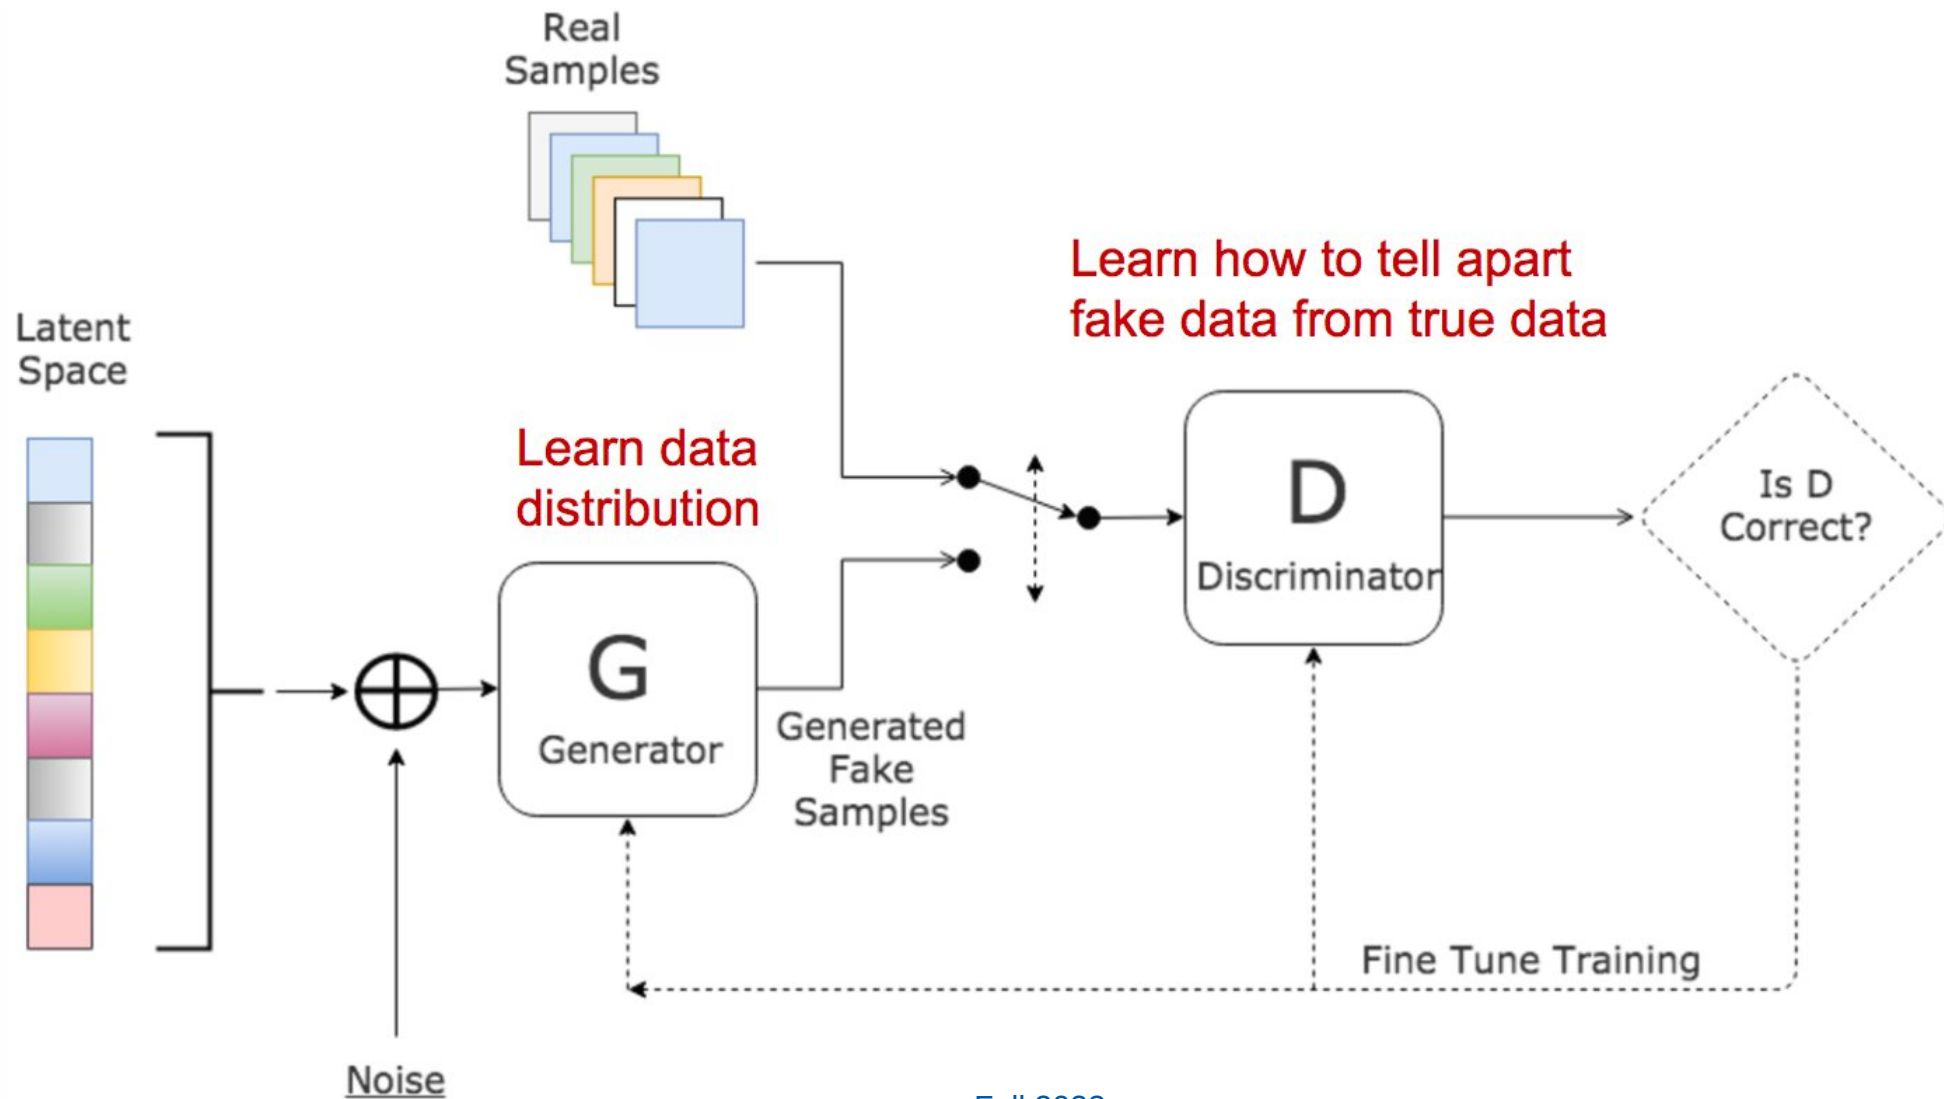 Real
Samples
Learn how to tell apart
fake data from true data
Latent
Space
Learn data
distribution
D
Discriminator
Is D
Correct?
G
Generator
Generated
Fake
Samples
Fine Tune Training
Noise